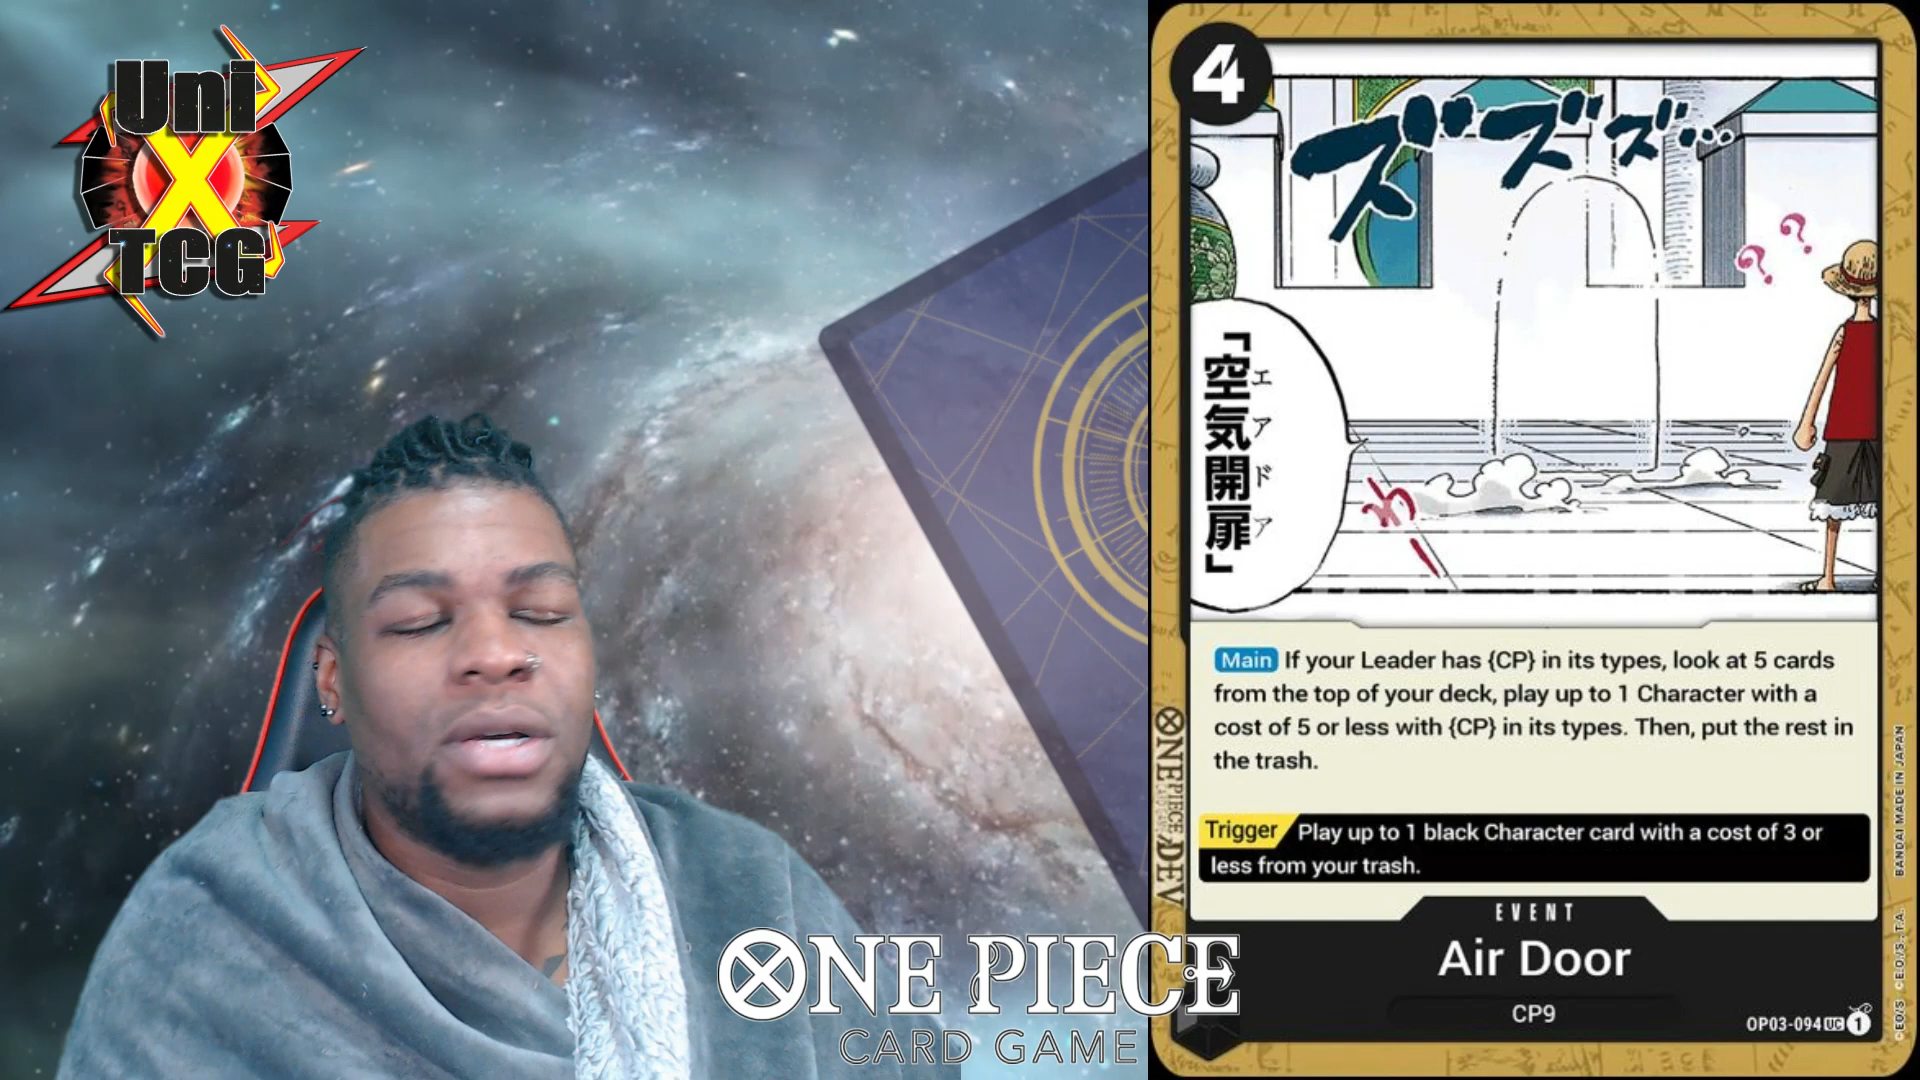 Uni
X
TCG
ONE PIECE
CARD GAME
4
ズズズ…
??
「空気開扉」
エアドア
Main If your Leader has {CP} in its types, look at 5 cards
from the top of your deck, play up to 1 Character with a
cost of 5 or less with {CP} in its types. Then, put the rest in
the trash.
Trigger Play up to 1 black Character card with a cost of 3 or
less from your trash.
EVENT
Air Door
CP9
OP03-094 UC 1
BANDAI MADE IN JAPAN